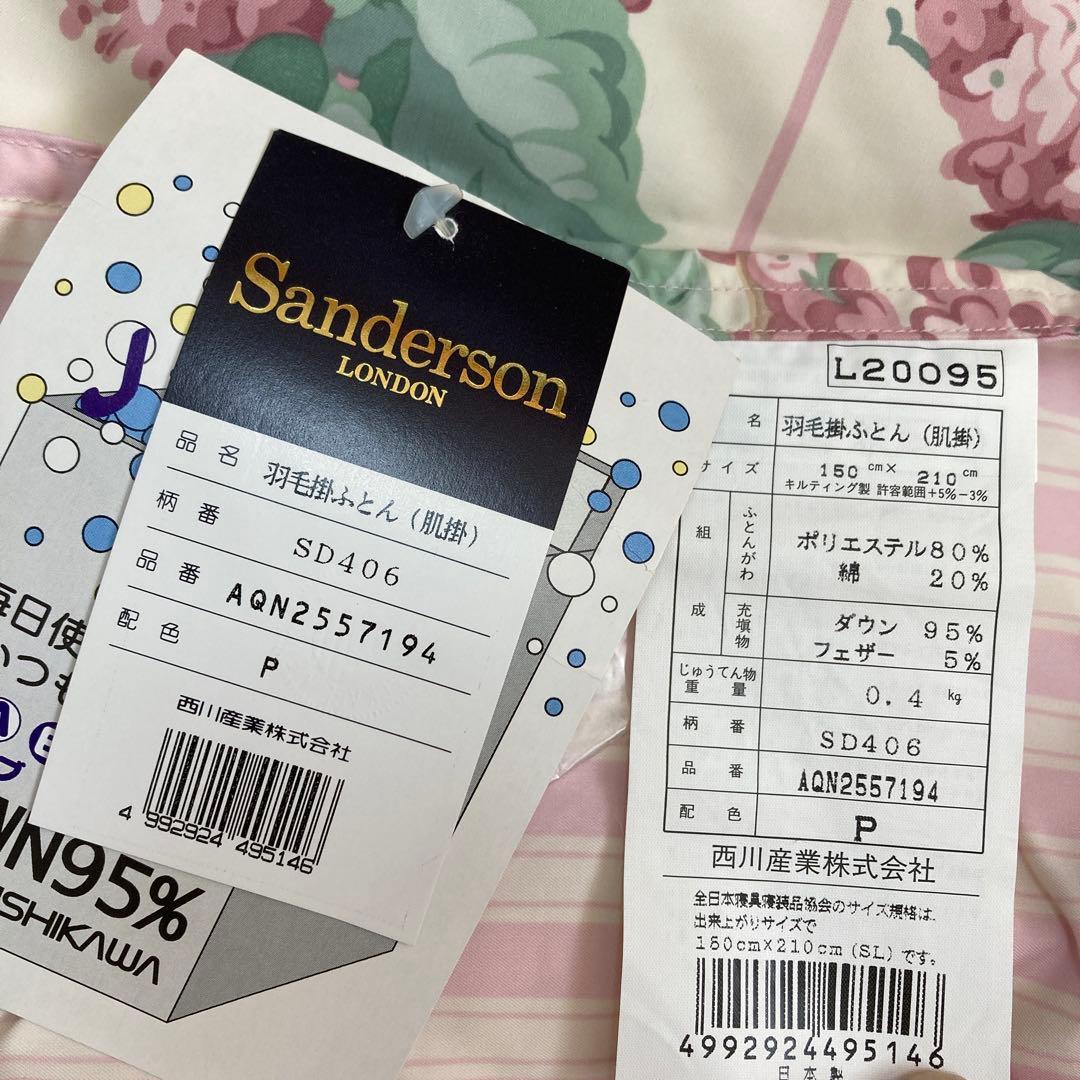 Sanderson
LONDON
品名 羽毛掛ふとん（肌掛）
柄番 SD406
品番 AQN2557194
配色 P
西川産業株式会社
4 992924 495146
J
毎日使
いつも
WN95%
SHIKAWA
L20095
名 羽毛掛ふとん（肌掛）
サイズ 150cm× 210cm
キルティング製 許容範囲+5%-3%
組成 ふとんがわ ポリエステル80%
綿 20%
充填物 ダウン 95%
フェザー 5%
じゅうてん物重量 0.4kg
柄番 SD406
品番 AQN2557194
配色 P
西川産業株式会社
全日本寝具寝装品協会のサイズ規格は、
出来上がりサイズで
150cm×210cm(SL)です。
4992924495146
日本製